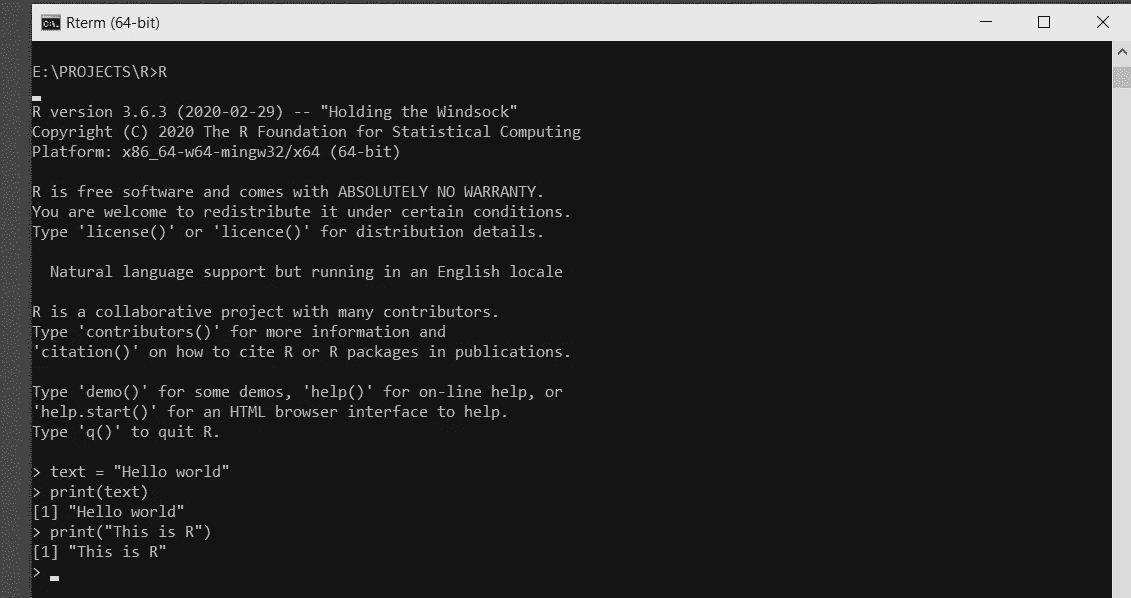 Rterm (64-bit)
E:\PROJECTS\R>R
R version 3.6.3 (2020-02-29) -- "Holding the Windsock"
Copyright (C) 2020 The R Foundation for Statistical Computing
Platform: x86_64-w64-mingw32/x64 (64-bit)
R is free software and comes with ABSOLUTELY NO WARRANTY.
You are welcome to redistribute it under certain conditions.
Type 'license()' or 'licence()' for distribution details.
Natural language support but running in an English locale
R is a collaborative project with many contributors.
Type 'contributors()' for more information and
'citation()' on how to cite R or R packages in publications.
Type 'demo()' for some demos, 'help()' for on-line help, or
'help.start()' for an HTML browser interface to help.
Type 'q()' to quit R.
> text = "Hello world"
> print(text)
[1] "Hello world"
> print("This is R")
[1] "This is R"
>